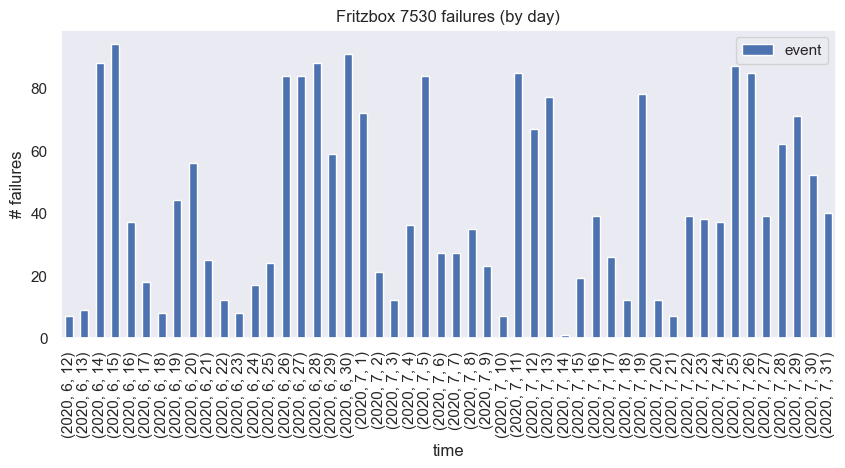 Fritzbox 7530 failures (by day)
event
# failures
80
60
40
20
0
(2020, 6, 12)
(2020, 6, 13)
(2020, 6, 14)
(2020, 6, 15)
(2020, 6, 16)
(2020, 6, 17)
(2020, 6, 18)
(2020, 6, 19)
(2020, 6, 20)
(2020, 6, 21)
(2020, 6, 22)
(2020, 6, 23)
(2020, 6, 24)
(2020, 6, 25)
(2020, 6, 26)
(2020, 6, 27)
(2020, 6, 28)
(2020, 6, 29)
(2020, 6, 30)
(2020, 7, 1)
(2020, 7, 2)
(2020, 7, 3)
(2020, 7, 4)
(2020, 7, 5)
(2020, 7, 6)
(2020, 7, 7)
(2020, 7, 8)
(2020, 7, 9)
(2020, 7, 10)
(2020, 7, 11)
(2020, 7, 12)
(2020, 7, 13)
(2020, 7, 14)
(2020, 7, 15)
(2020, 7, 16)
(2020, 7, 17)
(2020, 7, 18)
(2020, 7, 19)
(2020, 7, 20)
(2020, 7, 21)
(2020, 7, 22)
(2020, 7, 23)
(2020, 7, 24)
(2020, 7, 25)
(2020, 7, 26)
(2020, 7, 27)
(2020, 7, 28)
(2020, 7, 29)
(2020, 7, 30)
(2020, 7, 31)
time